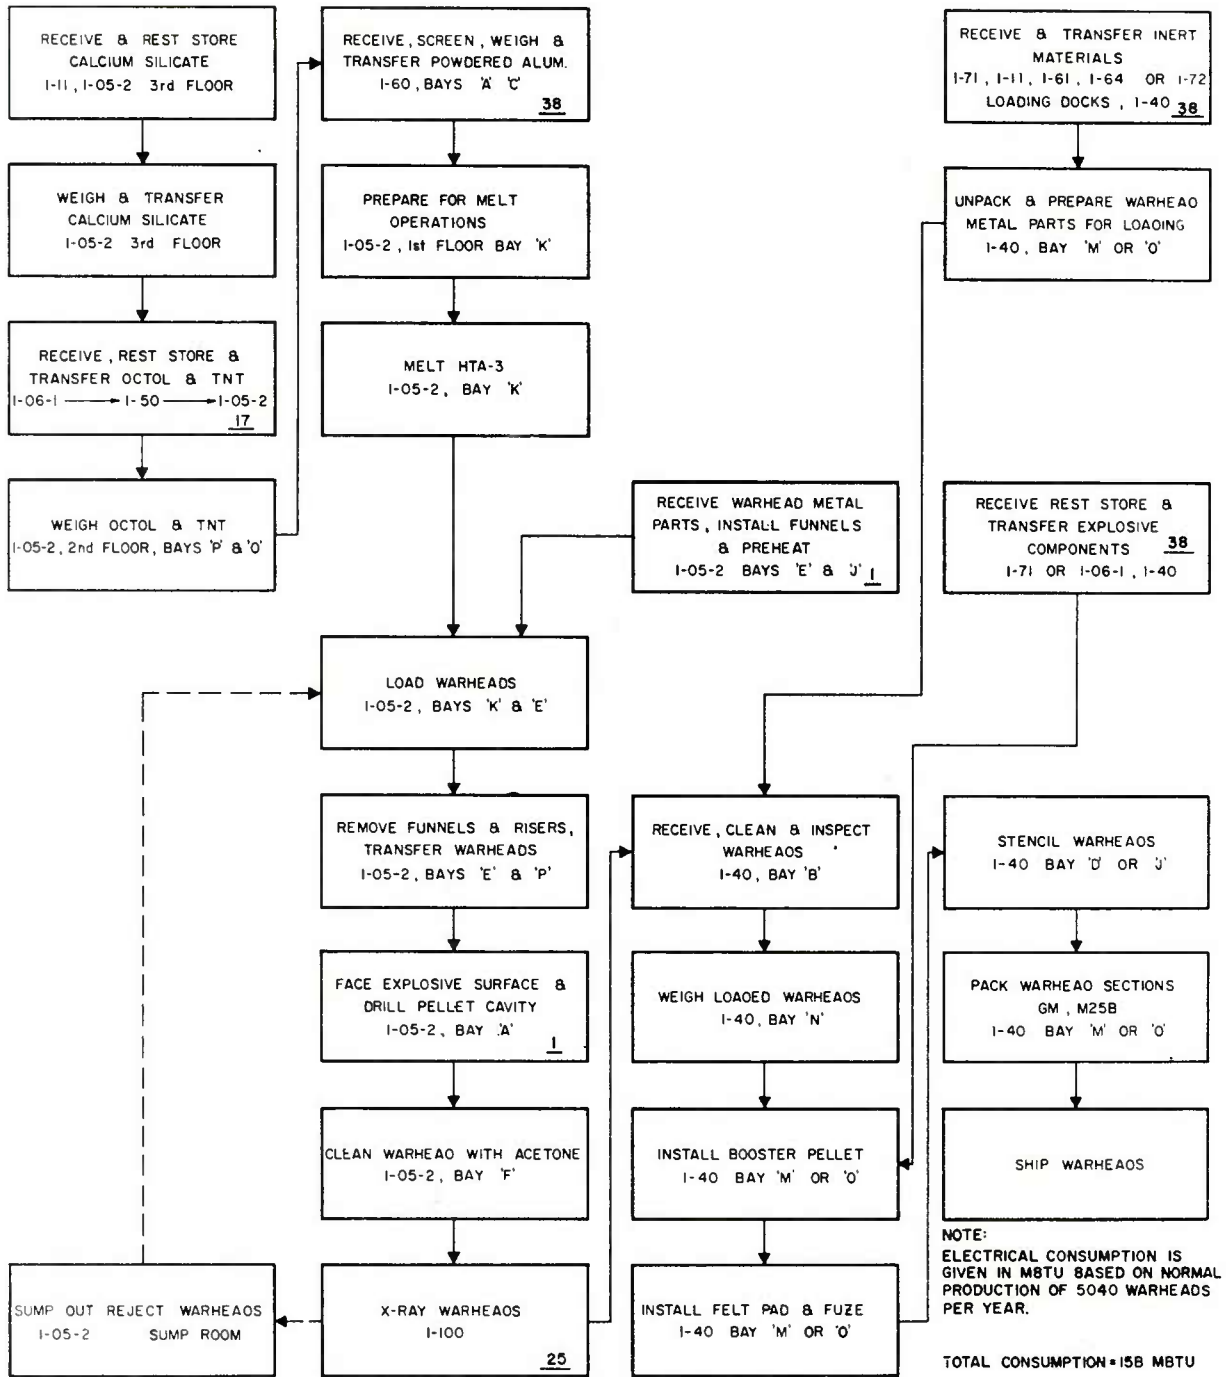 RECEIVE & REST STORE
CALCIUM SILICATE
1-11, 1-05-2 3rd FLOOR
WEIGH & TRANSFER
CALCIUM SILICATE
1-05-2 3rd FLOOR
RECEIVE, REST STORE &
TRANSFER OCTOL & TNT
1-06-1 1-50 1-05-2
17
WEIGH OCTOL & TNT
1-05-2, 2nd FLOOR, BAYS 'P' & 'O'
RECEIVE, SCREEN, WEIGH &
TRANSFER POWDERED ALUM.
1-60, BAYS 'A' 'C'
38
PREPARE FOR MELT
OPERATIONS
1-05-2, 1st FLOOR BAY 'K'
MELT HTA-3
1-05-2, BAY 'K'
RECEIVE WARHEAD METAL
PARTS, INSTALL FUNNELS
& PREHEAT
1-05-2 BAYS 'E' & 'J' 1
LOAD WARHEADS
1-05-2, BAYS 'K' & 'E'
REMOVE FUNNELS & RISERS,
TRANSFER WARHEADS
1-05-2, BAYS 'E' & 'P'
FACE EXPLOSIVE SURFACE &
DRILL PELLET CAVITY
1-05-2, BAY 'A'
1
CLEAN WARHEAD WITH ACETONE
1-05-2, BAY 'F'
X-RAY WARHEAOS
1-100
25
SUMP OUT REJECT WARHEAOS
1-05-2 SUMP ROOM
RECEIVE & TRANSFER INERT
MATERIALS
1-71, 1-11, 1-61, 1-64 OR 1-72
LOADING DOCKS, 1-40 38
UNPACK & PREPARE WARHEAO
METAL PARTS FOR LOADING
1-40, BAY 'M' OR 'O'
RECEIVE REST STORE &
TRANSFER EXPLOSIVE
COMPONENTS 38
1-71 OR 1-06-1, 1-40
RECEIVE, CLEAN & INSPECT
WARHEAOS
1-40, BAY 'B'
WEIGH LOAOED WARHEAOS
1-40, BAY 'N'
INSTALL BOOSTER PELLET
1-40 BAY 'M' OR 'O'
INSTALL FELT PAD & FUZE
1-40 BAY 'M' OR 'O'
STENCIL WARHEAOS
1-40 BAY 'D' OR 'J'
PACK WARHEAO SECTIONS
GM, M25B
1-40 BAY 'M' OR 'O'
SHIP WARHEAOS
NOTE:
ELECTRICAL CONSUMPTION IS
GIVEN IN MBTU BASED ON NORMAL
PRODUCTION OF 5040 WARHEADS
PER YEAR.
TOTAL CONSUMPTION=158 MBTU